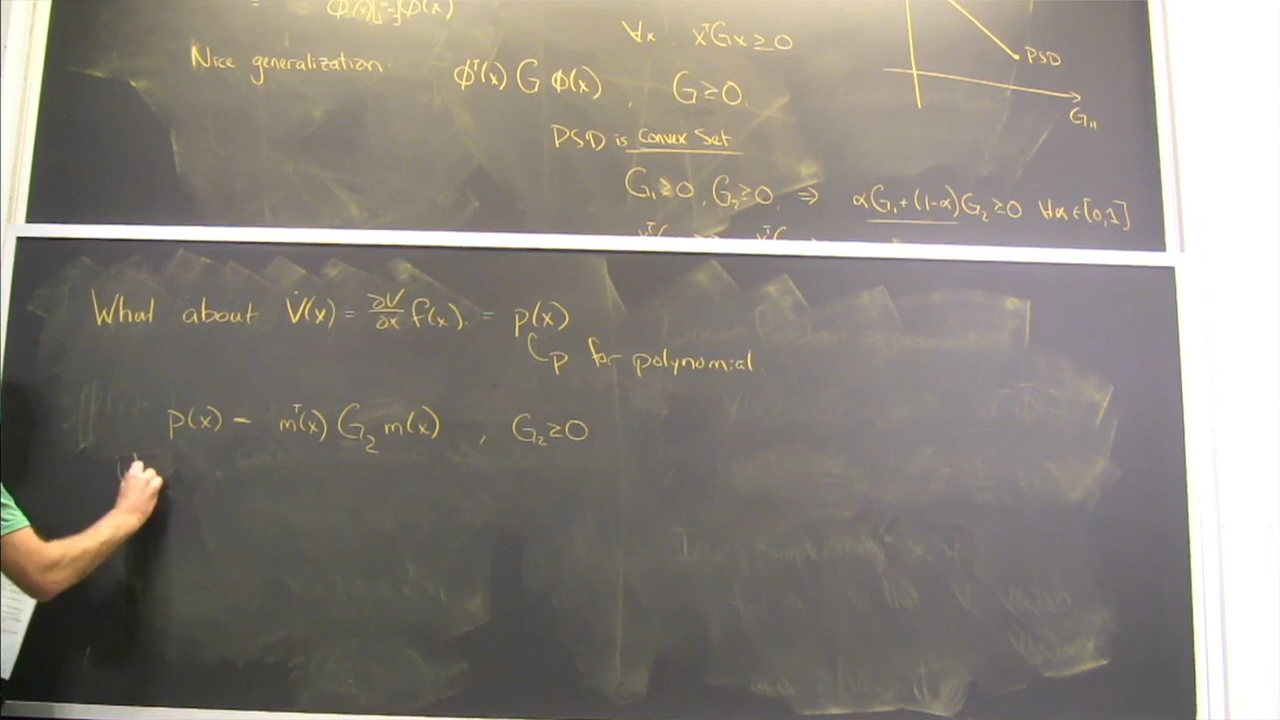 = φᵀ(x)[-·-]φ(x)
∀x xᵀGx ≥ 0
PSD
Nice generalization: φᵀ(x) G φ(x) , G ≥ 0.
G₁₁
PSD is Convex Set
G₁ ≥ 0, G₂ ≥ 0. ⇒ αG₁ + (1-α)G₂ ≥ 0 ∀α ∈ [0,1]
What about V̇(x) = ∂V/∂x f(x). = p(x)
p for polynomial
p(x) = mᵀ(x) G₂ m(x) , G₂ ≥ 0